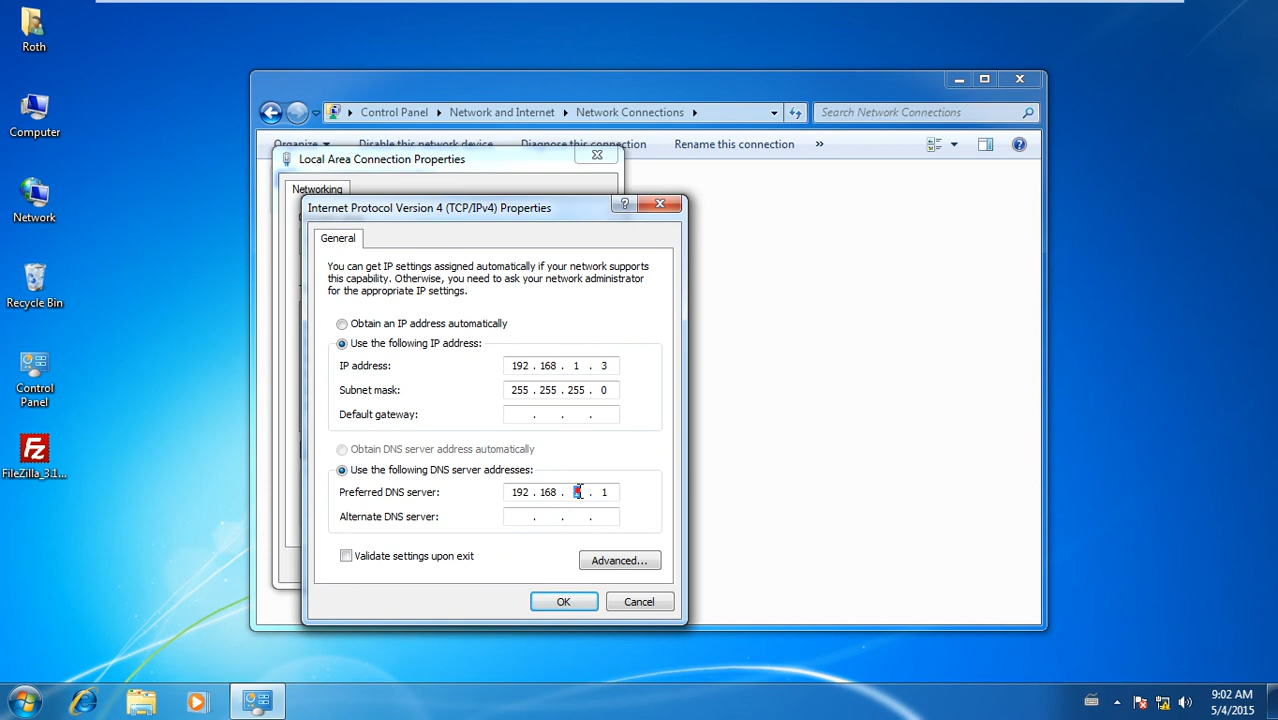 Roth
Computer
Network
Recycle Bin
Control
Panel
FileZilla_3.1...
Control Panel Network and Internet Network Connections
Search Network Connections
Organize Disable this network device Diagnose this connection Rename this connection »
Local Area Connection Properties
Networking
Internet Protocol Version 4 (TCP/IPv4) Properties
General
You can get IP settings assigned automatically if your network supports
this capability. Otherwise, you need to ask your network administrator
for the appropriate IP settings.
Obtain an IP address automatically
Use the following IP address:
IP address: 192 . 168 . 1 . 3
Subnet mask: 255 . 255 . 255 . 0
Default gateway: . . .
Obtain DNS server address automatically
Use the following DNS server addresses:
Preferred DNS server: 192 . 168 . . 1
Alternate DNS server: . . .
Validate settings upon exit
Advanced...
OK Cancel
9:02 AM
5/4/2015